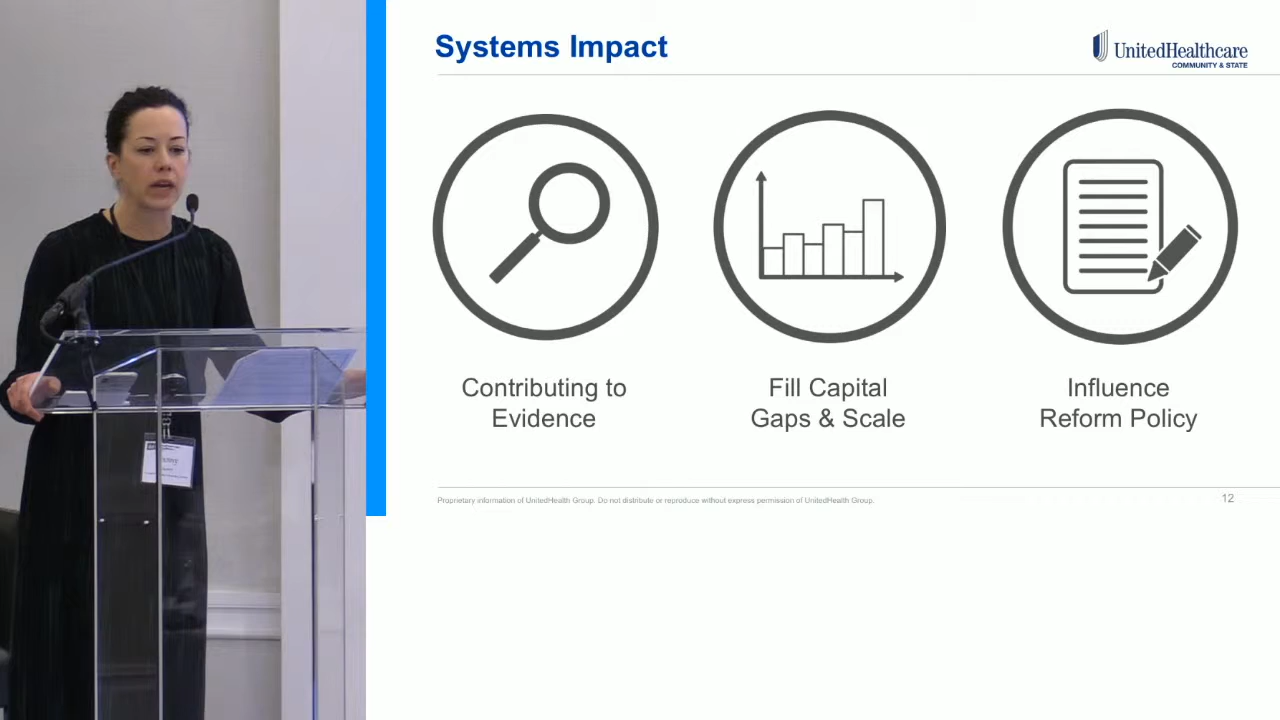 Systems Impact
UnitedHealthcare
COMMUNITY & STATE
Contributing to
Evidence
Fill Capital
Gaps & Scale
Influence
Reform Policy
Proprietary information of UnitedHealth Group. Do not distribute or reproduce without express permission of UnitedHealth Group.
12